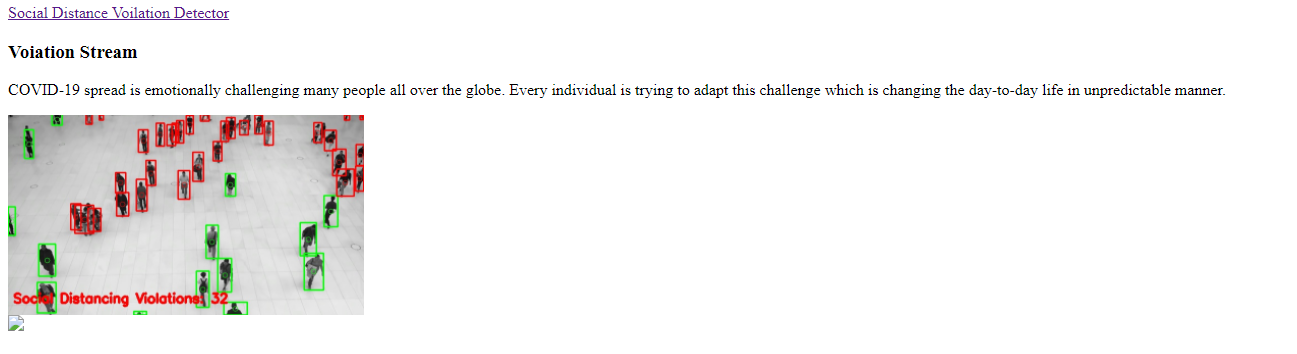 Social Distance Voilation Detector
Voiation Stream
COVID-19 spread is emotionally challenging many people all over the globe. Every individual is trying to adapt this challenge which is changing the day-to-day life in unpredictable manner.
Social Distancing Violations: 32